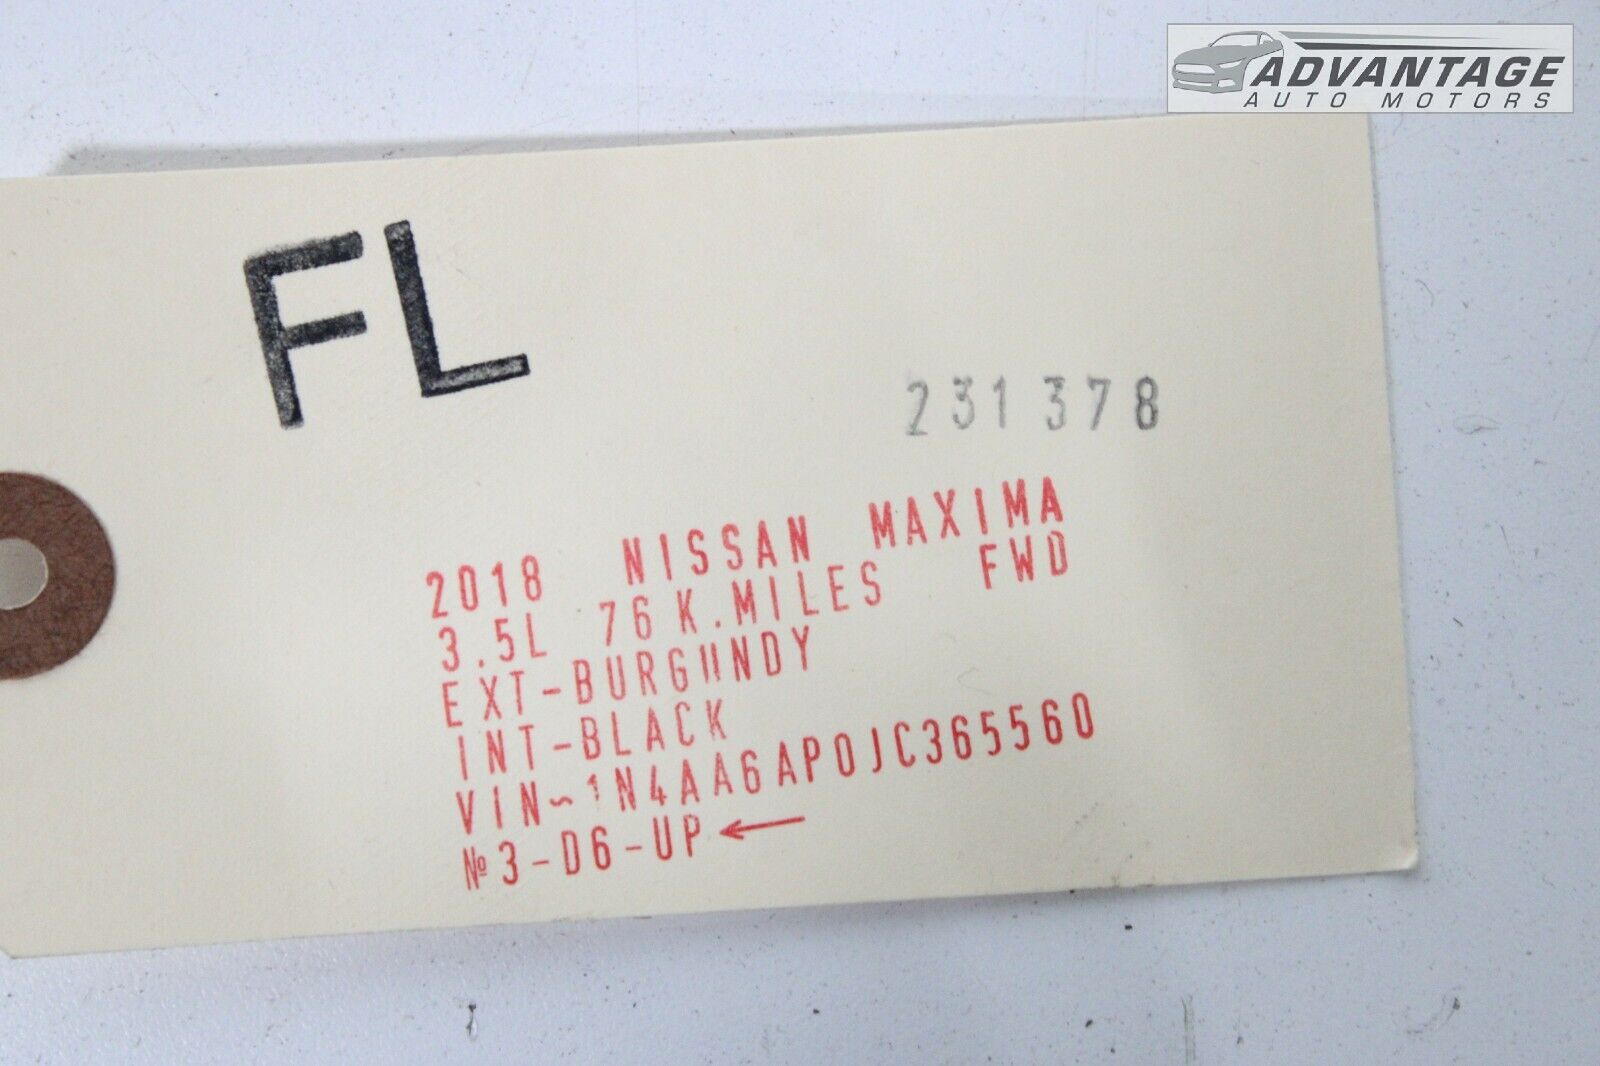 ADVANTAGE
AUTO MOTORS
FL
231378
2018 NISSAN MAXIMA
3.5L 76K.MILES FWD
EXT-BURGUNDY
INT-BLACK
VIN~1N4AA6AP0JC365560
№3-D6-UP←